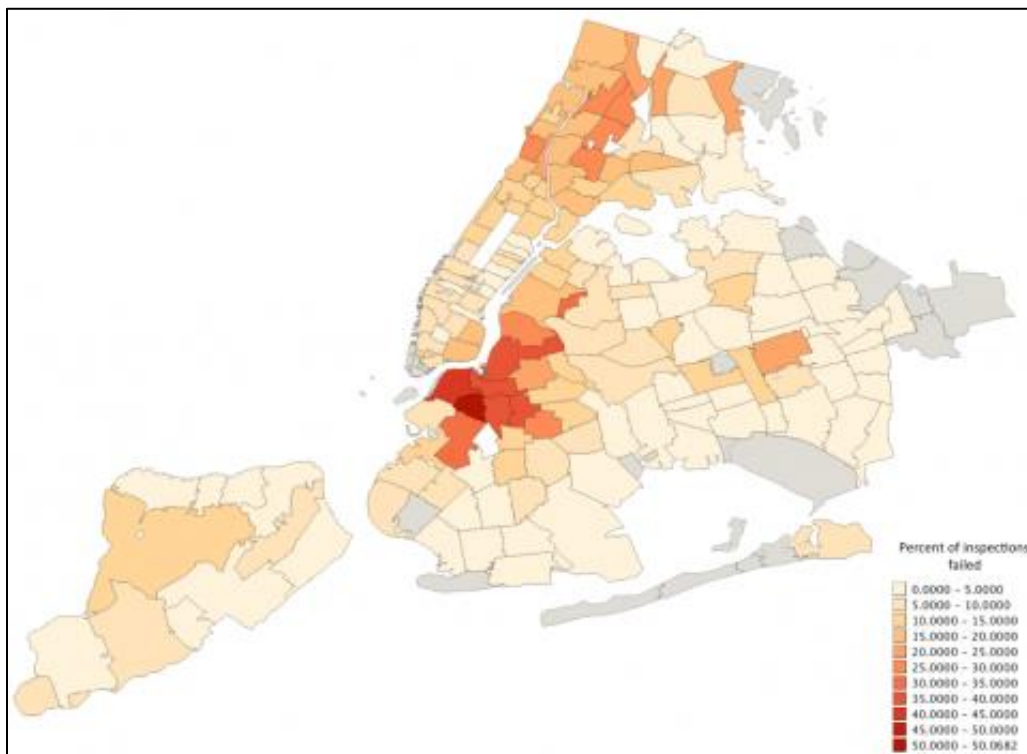 Percent of inspections
failed
0.0000 – 5.0000
5.0000 – 10.0000
10.0000 – 15.0000
15.0000 – 20.0000
20.0000 – 25.0000
25.0000 – 30.0000
30.0000 – 35.0000
35.0000 – 40.0000
40.0000 – 45.0000
45.0000 – 50.0000
50.0000 – 50.0682